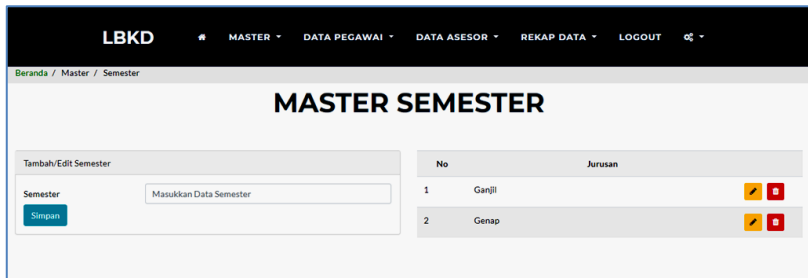 LBKD MASTER DATA PEGAWAI DATA ASESOR REKAP DATA LOGOUT
Beranda / Master / Semester
MASTER SEMESTER
Tambah/Edit Semester
Semester Masukkan Data Semester
Simpan
No Jurusan
1 Ganjil
2 Genap